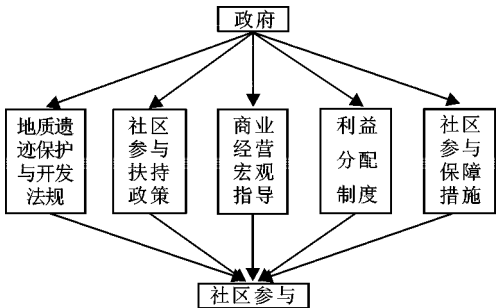 政府
地质遗
迹保护
与开发
法规
社区
参与
扶持
政策
商业
经营
宏观
指导
利益
分配
制度
社区
参与
保障
措施
社区参与